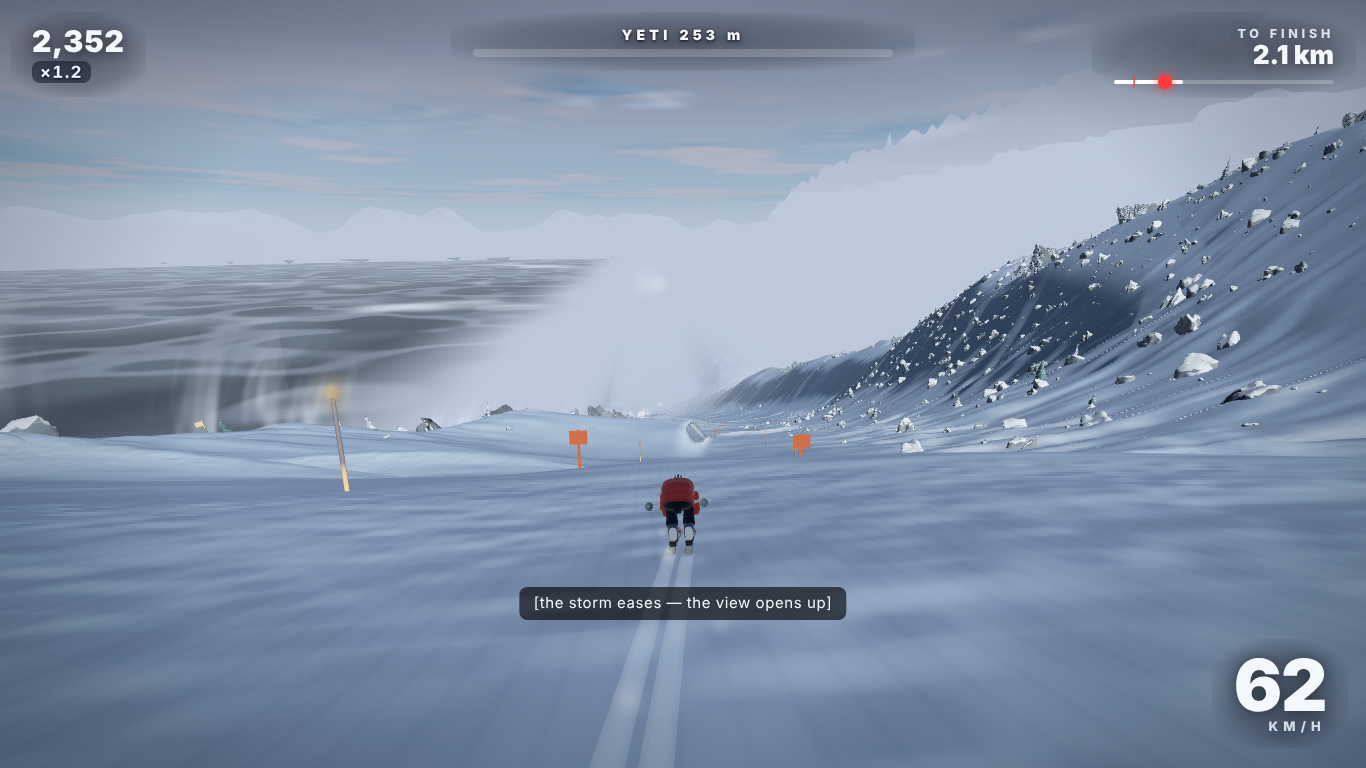 2,352
×1.2
YETI 253 m
TO FINISH
2.1 km
[the storm eases — the view opens up]
62
KM/H